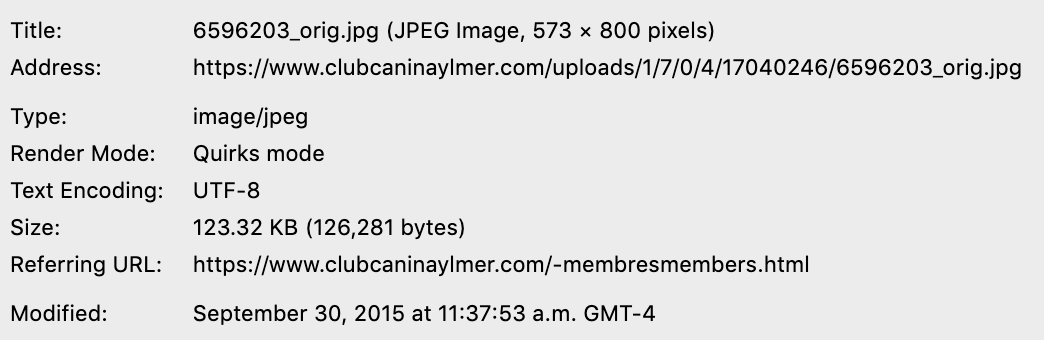 Title: 6596203_orig.jpg (JPEG Image, 573 × 800 pixels)
Address: https://www.clubcaninaylmer.com/uploads/1/7/0/4/17040246/6596203_orig.jpg
Type: image/jpeg
Render Mode: Quirks mode
Text Encoding: UTF-8
Size: 123.32 KB (126,281 bytes)
Referring URL: https://www.clubcaninaylmer.com/-membresmembers.html
Modified: September 30, 2015 at 11:37:53 a.m. GMT-4